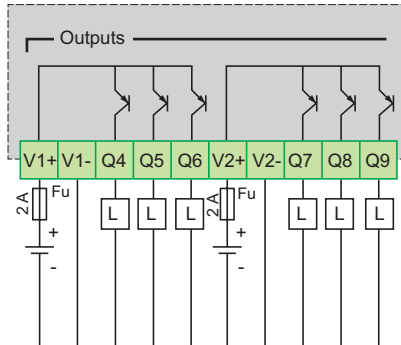 Outputs
V1+ V1- Q4 Q5 Q6 V2+ V2- Q7 Q8 Q9
2 A Fu L L L 2 A Fu L L L
+ +
- -